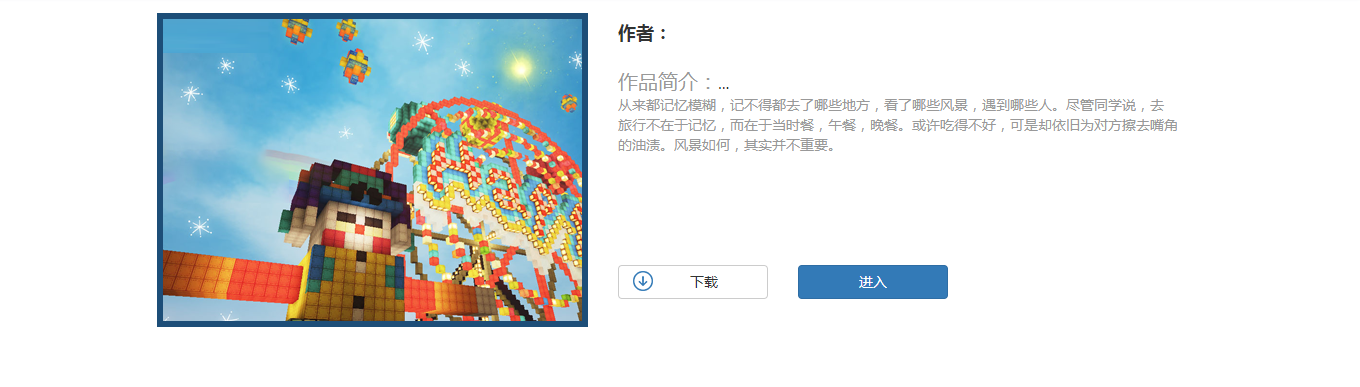 作者：
作品简介：...
从来都记忆模糊，记不得都去了哪些地方，看了哪些风景，遇到哪些人。尽管同学说，去
旅行不在于记忆，而在于当时餐，午餐，晚餐。或许吃得不好，可是却依旧为对方擦去嘴角
的油渍。风景如何，其实并不重要。
下载
进入